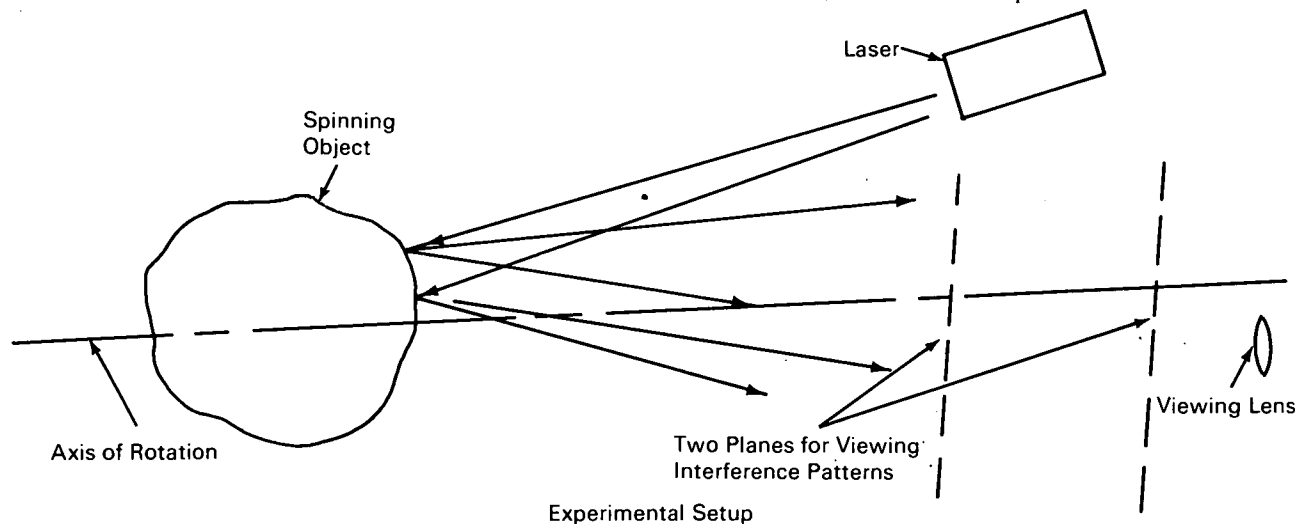 Laser
Spinning
Object
Axis of Rotation
Two Planes for Viewing
Interference Patterns
Viewing Lens
Experimental Setup